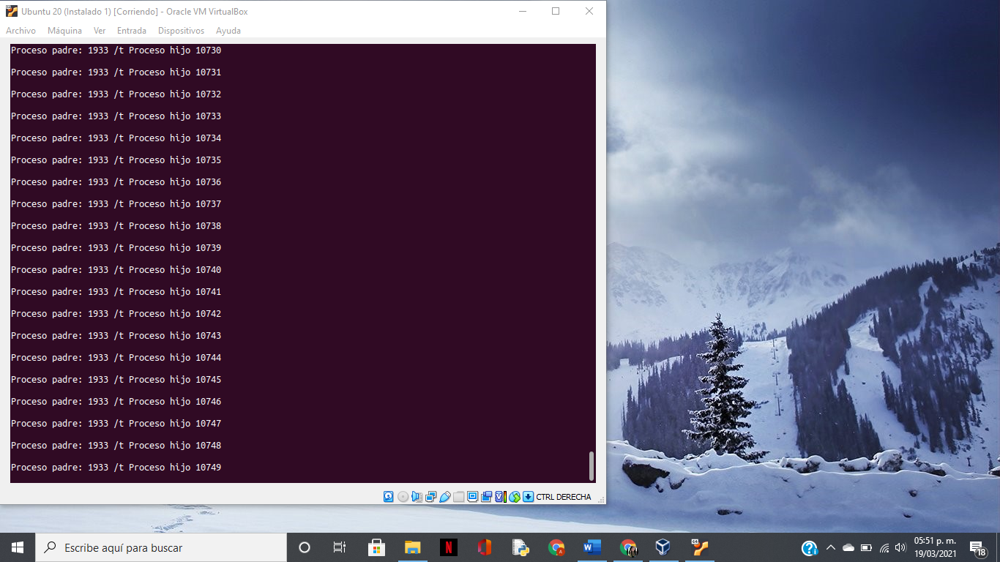 Ubuntu 20 (Instalado 1) [Corriendo] - Oracle VM VirtualBox
Archivo Máquina Ver Entrada Dispositivos Ayuda
Proceso padre: 1933 /t Proceso hijo 10730
Proceso padre: 1933 /t Proceso hijo 10731
Proceso padre: 1933 /t Proceso hijo 10732
Proceso padre: 1933 /t Proceso hijo 10733
Proceso padre: 1933 /t Proceso hijo 10734
Proceso padre: 1933 /t Proceso hijo 10735
Proceso padre: 1933 /t Proceso hijo 10736
Proceso padre: 1933 /t Proceso hijo 10737
Proceso padre: 1933 /t Proceso hijo 10738
Proceso padre: 1933 /t Proceso hijo 10739
Proceso padre: 1933 /t Proceso hijo 10740
Proceso padre: 1933 /t Proceso hijo 10741
Proceso padre: 1933 /t Proceso hijo 10742
Proceso padre: 1933 /t Proceso hijo 10743
Proceso padre: 1933 /t Proceso hijo 10744
Proceso padre: 1933 /t Proceso hijo 10745
Proceso padre: 1933 /t Proceso hijo 10746
Proceso padre: 1933 /t Proceso hijo 10747
Proceso padre: 1933 /t Proceso hijo 10748
Proceso padre: 1933 /t Proceso hijo 10749
CTRL DERECHA
Escribe aquí para buscar
05:51 p. m.
19/03/2021
18